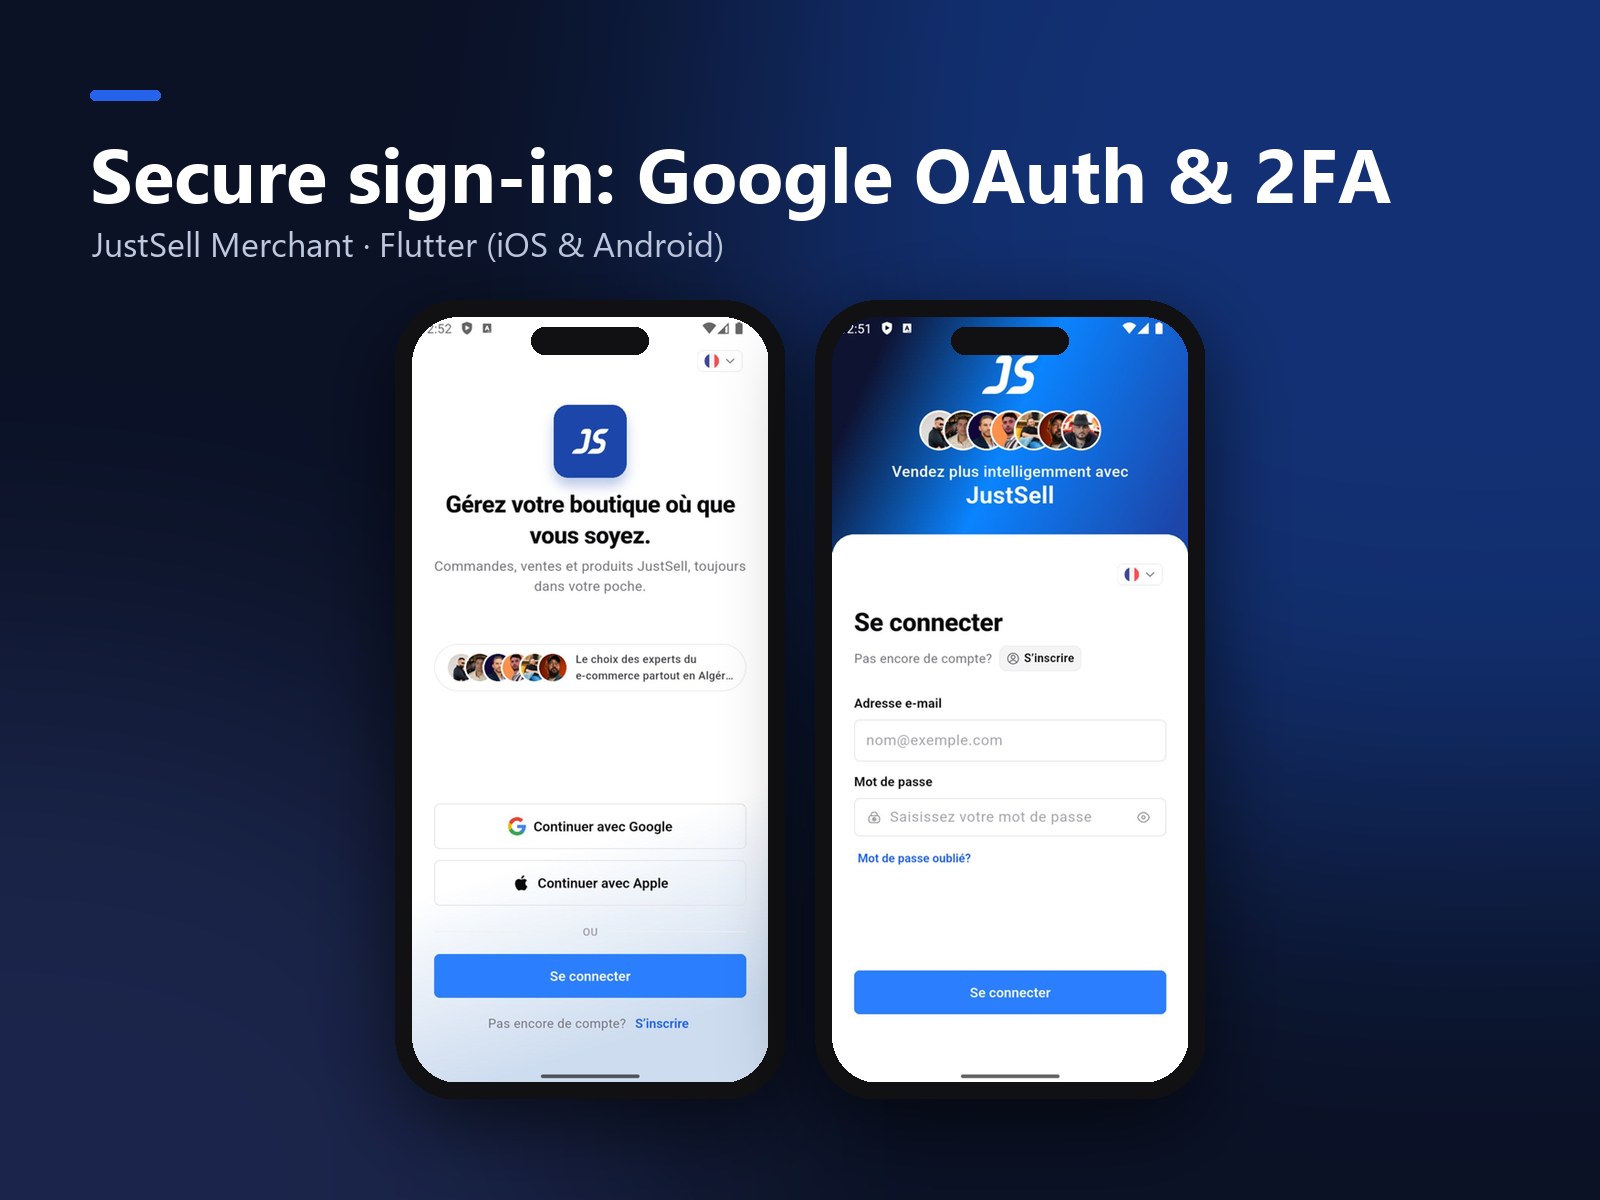 Secure sign-in: Google OAuth & 2FA
JustSell Merchant · Flutter (iOS & Android)
2:52
JS
Gérez votre boutique où que
vous soyez.
Commandes, ventes et produits JustSell, toujours
dans votre poche.
Le choix des experts du
e-commerce partout en Algér...
Continuer avec Google
Continuer avec Apple
OU
Se connecter
Pas encore de compte? S'inscrire
2:51
JS
Vendez plus intelligemment avec
JustSell
Se connecter
Pas encore de compte? S'inscrire
Adresse e-mail
nom@exemple.com
Mot de passe
Saisissez votre mot de passe
Mot de passe oublié?
Se connecter